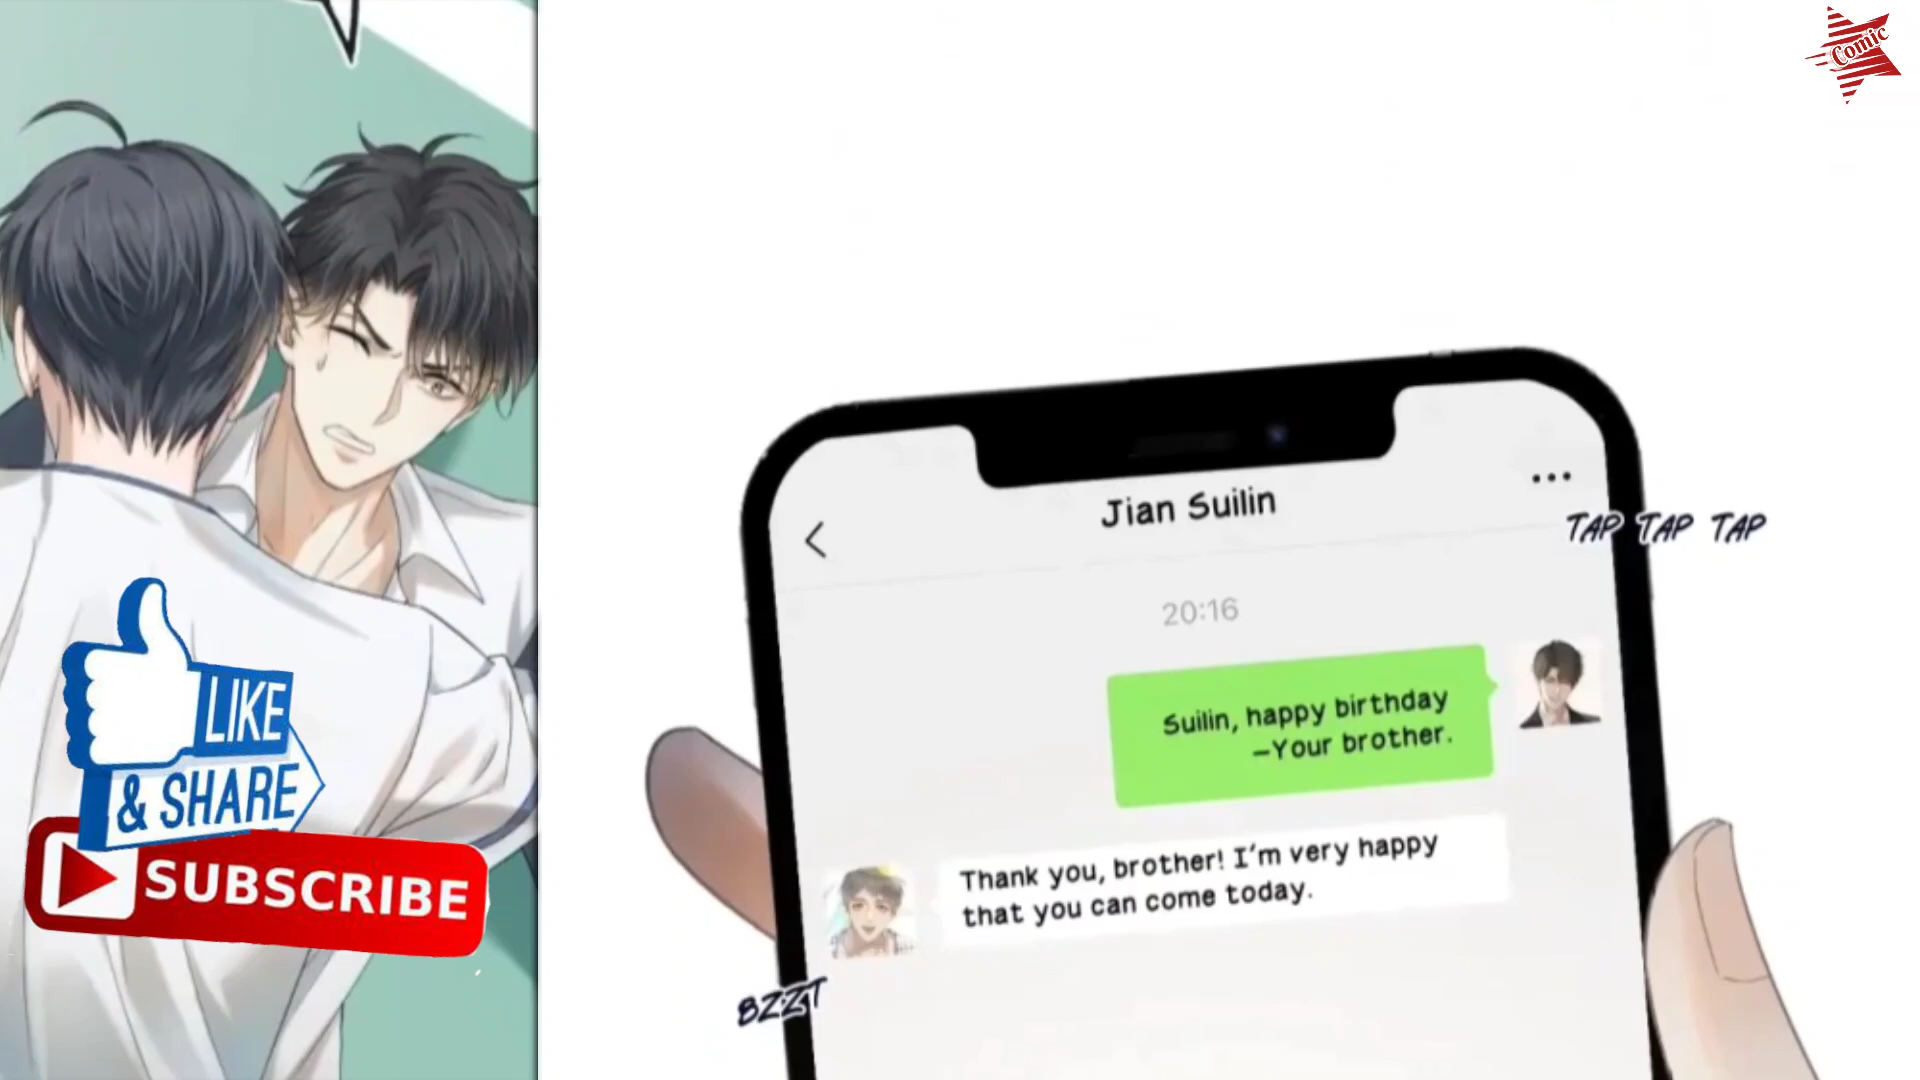 Comic
Jian Suilin
TAP TAP TAP
20:16
Suilin, happy birthday
—Your brother.
Thank you, brother! I'm very happy
that you can come today.
BZZT
LIKE
& SHARE
SUBSCRIBE